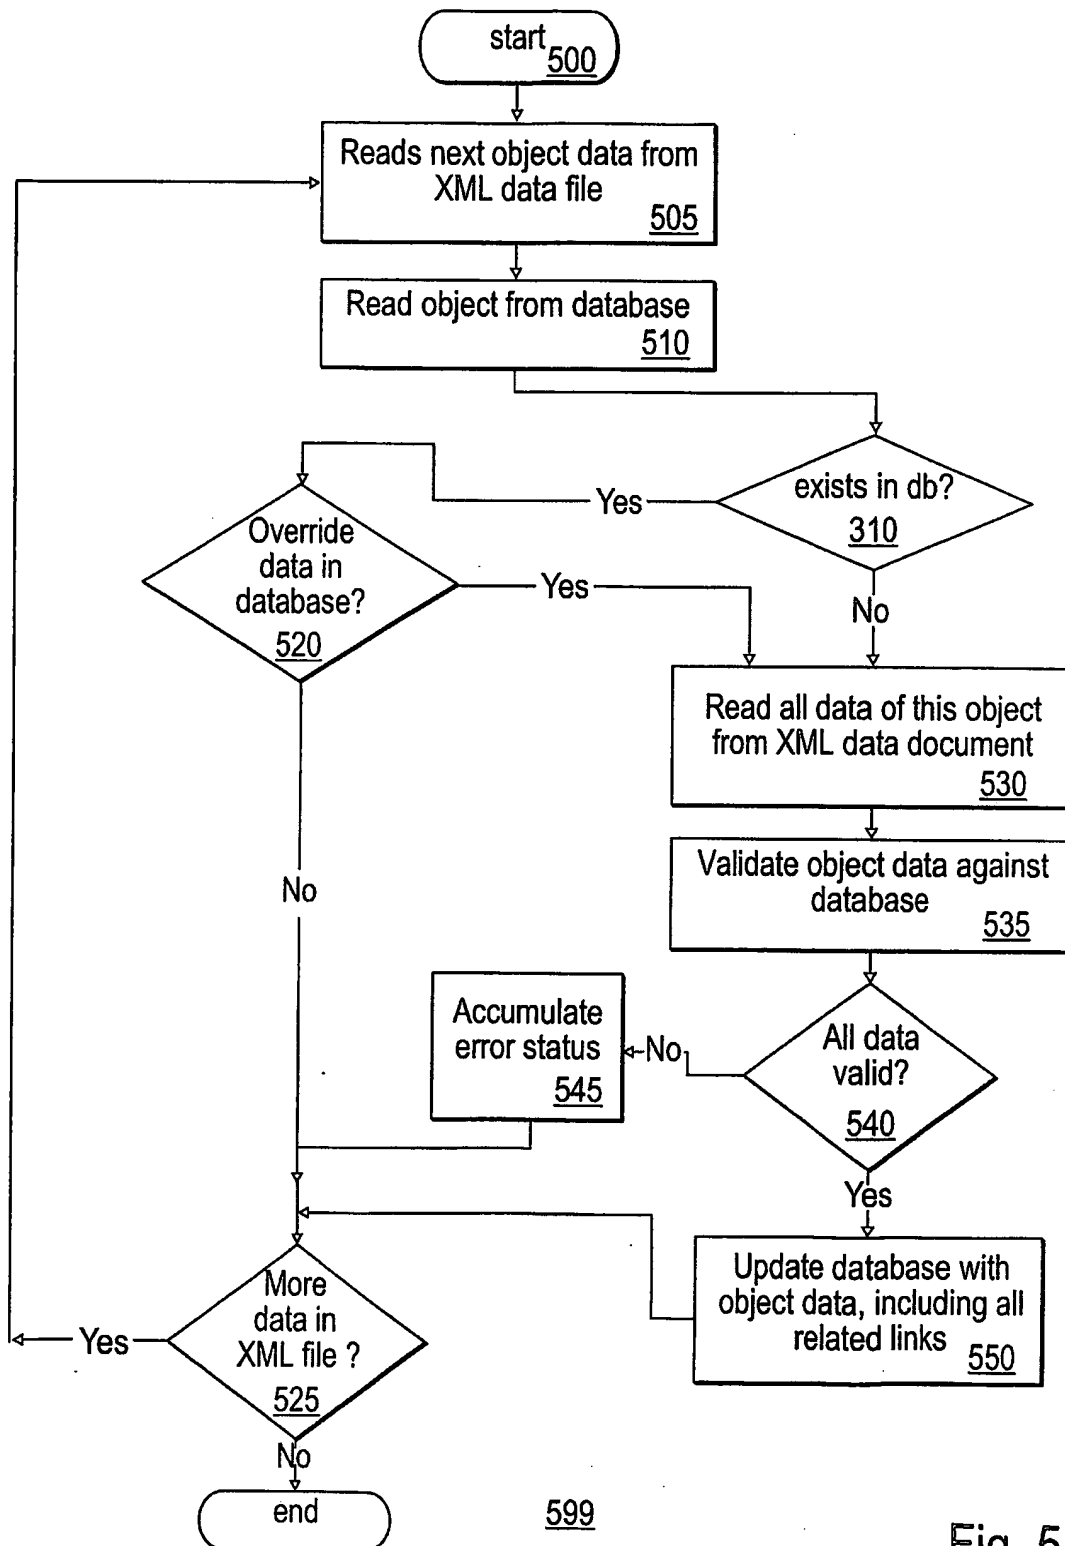 start
500
Reads next object data from
XML data file
505
Read object from database
510
exists in db?
310
Yes
No
Override
data in
database?
520
Yes
No
Read all data of this object
from XML data document
530
Validate object data against
database
535
All data
valid?
540
No
Accumulate
error status
545
Yes
Update database with
object data, including all
related links
550
More
data in
XML file ?
525
Yes
No
end
599
Fig. 5